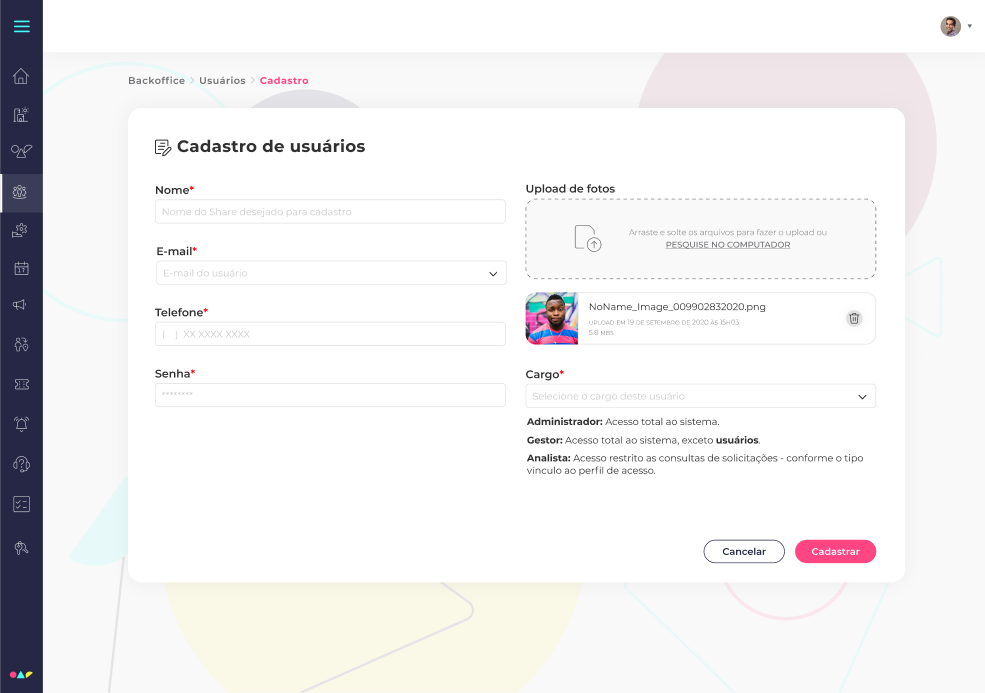 Backoffice > Usuários > Cadastro
Cadastro de usuários
Nome*
Nome do Share desejado para cadastro
E-mail*
E-mail do usuário
Telefone*
(    ) XX XXXX XXXX
Senha*
********
Upload de fotos
Arraste e solte os arquivos para fazer o upload ou
PESQUISE NO COMPUTADOR
NoName_Image_009902832020.png
UPLOAD EM 19 DE SETEMBRO DE 2020 ÀS 15H03
5.8 MBS
Cargo*
Selecione o cargo deste usuário
Administrador: Acesso total ao sistema.
Gestor: Acesso total ao sistema, exceto usuários.
Analista: Acesso restrito as consultas de solicitações - conforme o tipo
vínculo ao perfil de acesso.
Cancelar
Cadastrar